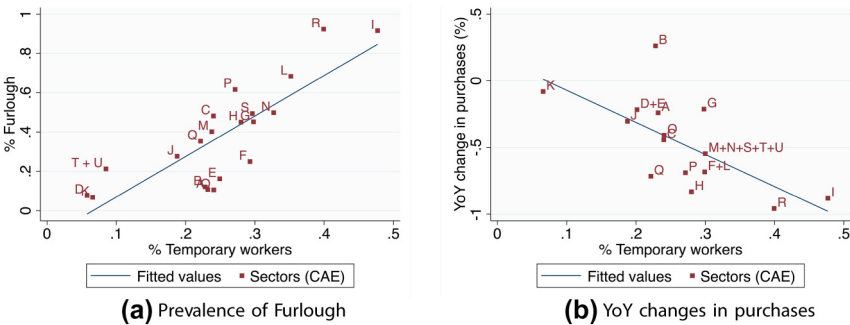 1
.8
.6
.4
.2
0
% Furlough
R
I
L
P
S
N
C
H
G
M
Q
J
F
T + U
E
B
A
O
D
K
0
.1
.2
.3
.4
.5
% Temporary workers
Fitted values
Sectors (CAE)
(a) Prevalence of Furlough
.5
0
-.5
-1
YoY change in purchases (%)
B
K
D+E
A
G
J
O
C
M+N+S+T+U
Q
P
F+L
H
R
I
0
.1
.2
.3
.4
.5
% Temporary workers
Fitted values
Sectors (CAE)
(b) YoY changes in purchases